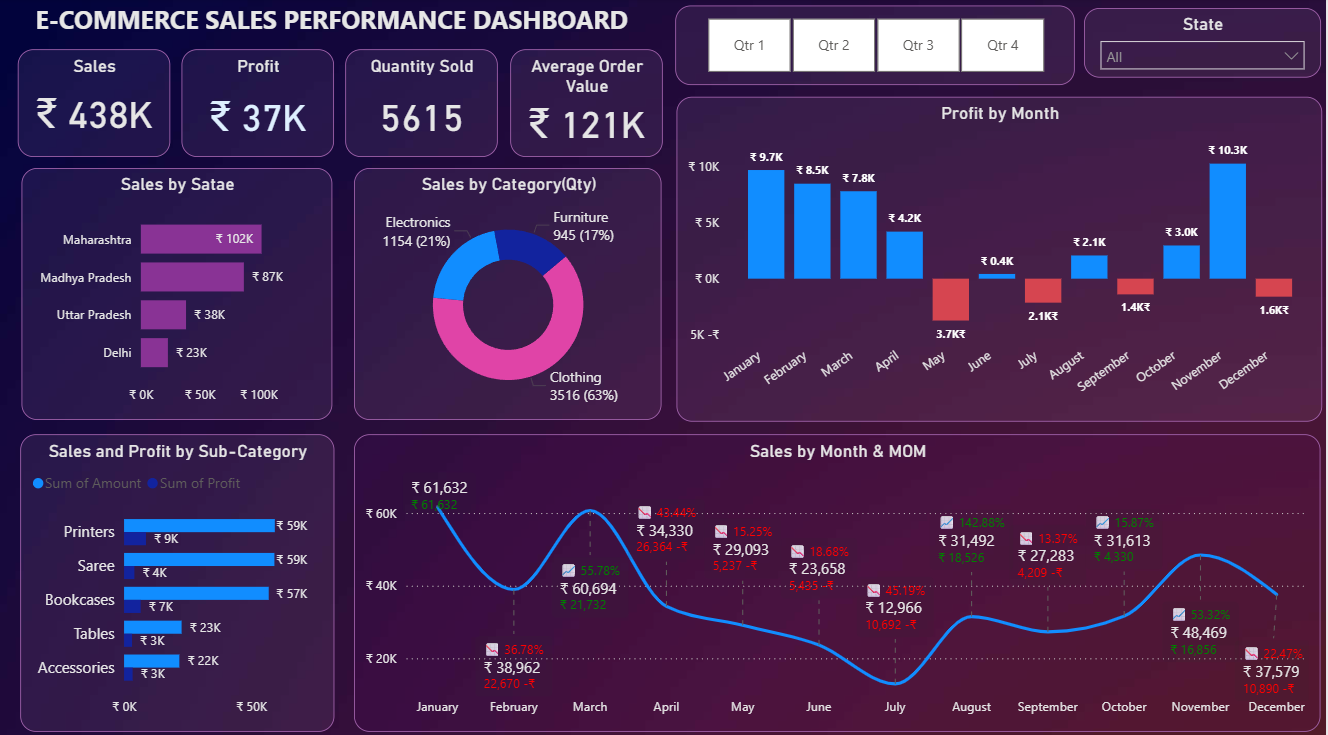 E-COMMERCE SALES PERFORMANCE DASHBOARD
Sales
₹ 438K
Profit
₹ 37K
Quantity Sold
5615
Average Order
Value
₹ 121K
Qtr 1
Qtr 2
Qtr 3
Qtr 4
State
All
Sales by Satae
Maharashtra
₹ 102K
Madhya Pradesh
₹ 87K
Uttar Pradesh
₹ 38K
Delhi
₹ 23K
₹ 0K
₹ 50K
₹ 100K
Sales by Category(Qty)
Electronics
1154 (21%)
Furniture
945 (17%)
Clothing
3516 (63%)
Profit by Month
₹ 10K
₹ 5K
₹ 0K
5K -₹
₹ 9.7K
₹ 8.5K
₹ 7.8K
₹ 4.2K
3.7K₹
₹ 0.4K
2.1K₹
₹ 2.1K
1.4K₹
₹ 3.0K
₹ 10.3K
1.6K₹
January
February
March
April
May
June
July
August
September
October
November
December
Sales and Profit by Sub-Category
Sum of Amount
Sum of Profit
Printers
₹ 59K
₹ 9K
Saree
₹ 59K
₹ 4K
Bookcases
₹ 57K
₹ 7K
Tables
₹ 23K
₹ 3K
Accessories
₹ 22K
₹ 3K
₹ 0K
₹ 50K
Sales by Month & MOM
₹ 60K
₹ 40K
₹ 20K
₹ 61,632
₹ 61,632
36.78%
₹ 38,962
22,670 -₹
55.78%
₹ 60,694
₹ 21,732
43.44%
₹ 34,330
26,364 -₹
15.25%
₹ 29,093
5,237 -₹
18.68%
₹ 23,658
5,435 -₹
45.19%
₹ 12,966
10,692 -₹
142.88%
₹ 31,492
₹ 18,526
13.37%
₹ 27,283
4,209 -₹
15.87%
₹ 31,613
₹ 4,330
53.32%
₹ 48,469
₹ 16,856
22.47%
₹ 37,579
10,890 -₹
January
February
March
April
May
June
July
August
September
October
November
December